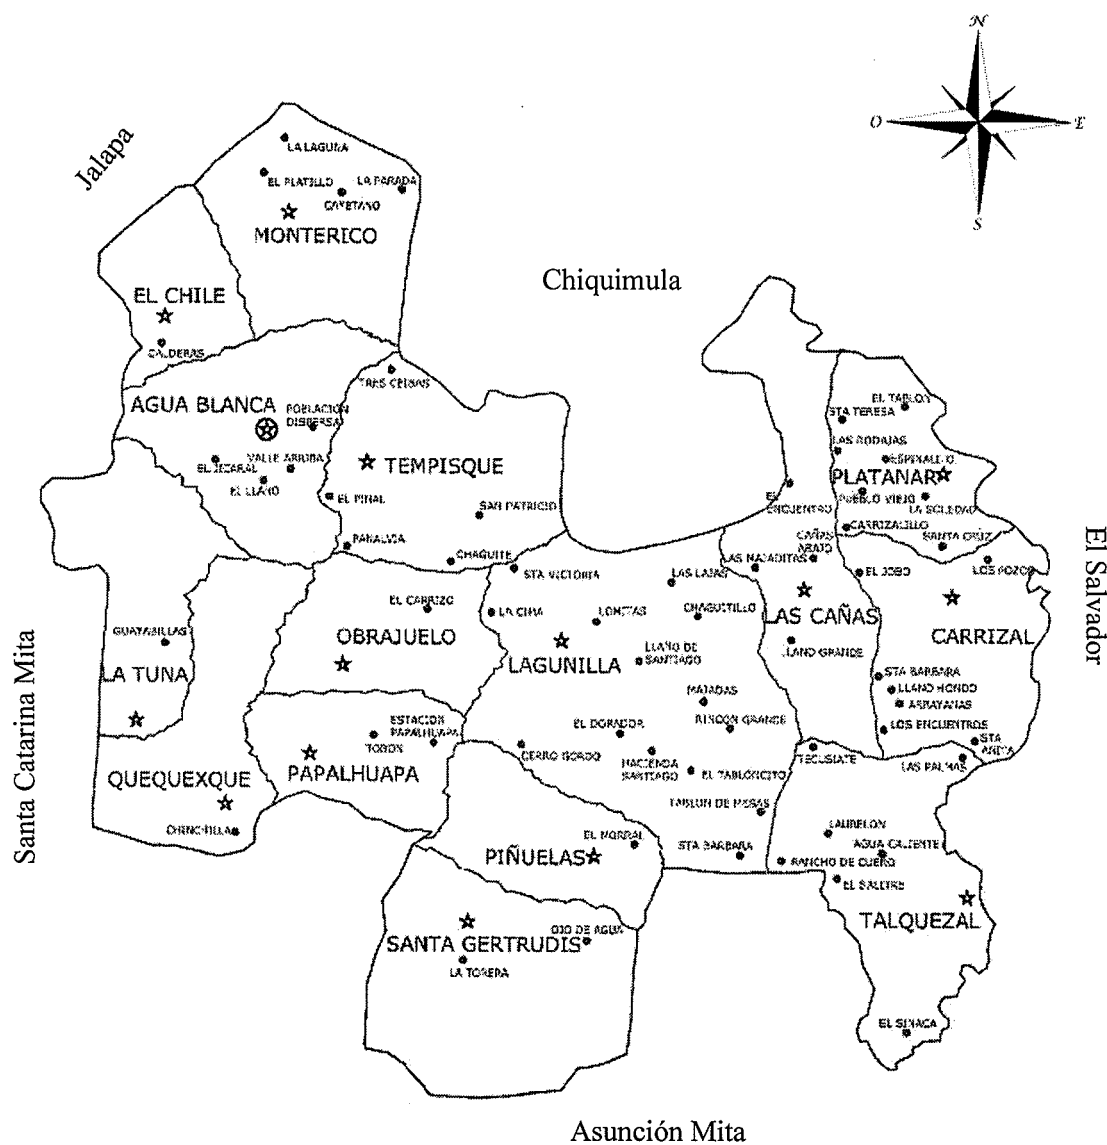 N
O
E
S
Jalapa
LA LAGUNA
EL PLATILLO
LA PARADA
CAYETANO
MONTERICO
Chiquimula
EL CHILE
CALDERAS
TRES CEIBAS
AGUA BLANCA
POBLACION
DISPERSA
EL TABLON
STA TERESA
LAS RODAJAS
ESPINALEJO
VALLE ARRIBA
EL JICARAL
EL LLANO
TEMPISQUE
PLATANAR
EL PINAL
SAN PATRICIO
EL
ENCUENTRO
PUEBLO VIEJO
LA SOLEDAD
CARRIZALILLO
SANTA CRUZ
CAÑAS
ABAJO
PANALVIA
CHAGUITE
STA VICTORIA
LAS LAJAS
LAS MAJADITAS
EL JOBO
LOS POZOS
El Salvador
EL CARRIZO
LA CIMA
LOMITAS
CHAGUITILLO
LAS CAÑAS
CARRIZAL
GUAYABILLAS
OBRAJUELO
LAGUNILLA
LLANO DE
SANTIAGO
LLANO GRANDE
LA TUNA
STA BARBARA
LLANO HONDO
ARRAYANAS
MAJADAS
RINCON GRANDE
LOS ENCUENTROS
STA
ANITA
Santa Catarina Mita
ESTACION
PAPALHUAPA
TOBON
EL DORADOR
CERRO GORDO
HACIENDA
SANTIAGO
EL TABLONCITO
TECUSIATE
LAS PALMAS
QUEQUEXQUE
PAPALHUAPA
CHINCHILLA
TABLON DE MESAS
LAURELON
AGUA CALIENTE
EL MORRAL
PIÑUELAS
STA BARBARA
RANCHO DE CUERO
EL SALITRE
TALQUEZAL
SANTA GERTRUDIS
OJO DE AGUA
LA TORERA
EL SINACA
Asunción Mita